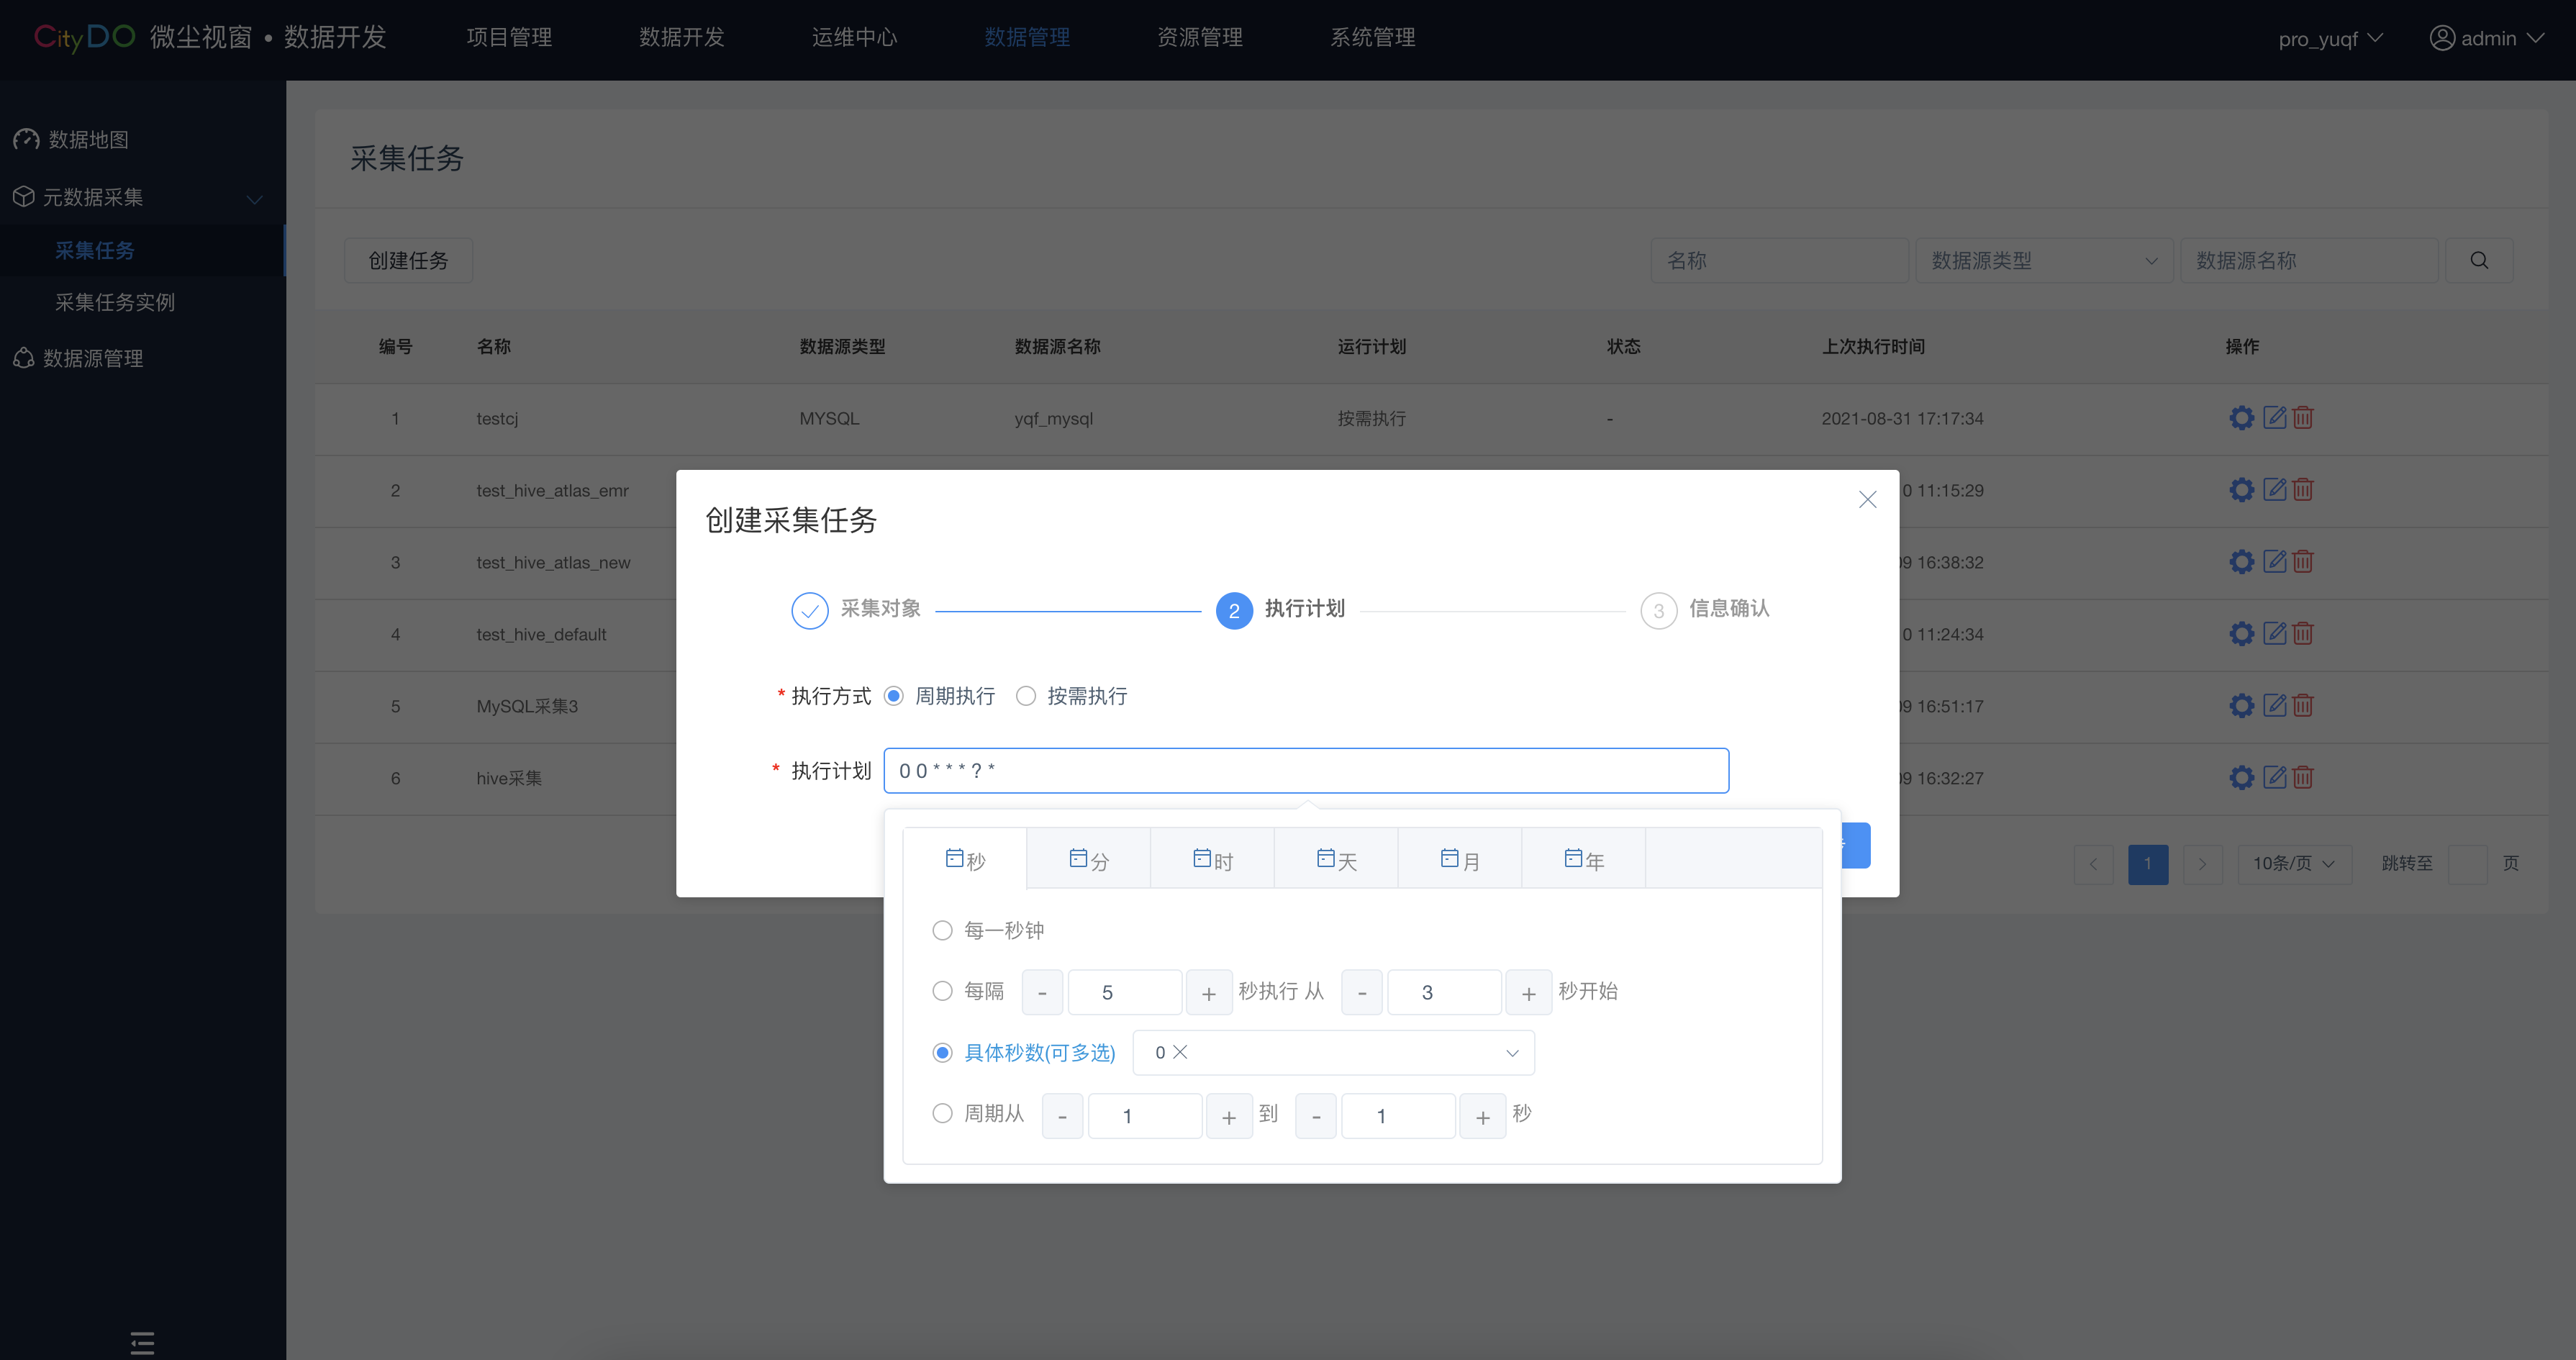 CityDO 微尘视窗 • 数据开发
项目管理
数据开发
运维中心
数据管理
资源管理
系统管理
pro_yuqf
admin
数据地图
元数据采集
采集任务
采集任务实例
数据源管理
采集任务
创建任务
名称
数据源类型
数据源名称
编号 名称 数据源类型 数据源名称 运行计划 状态 上次执行时间 操作
1 testcj MYSQL yqf_mysql 按需执行 - 2021-08-31 17:17:34
2 test_hive_atlas_emr 0 11:15:29
3 test_hive_atlas_new 09 16:38:32
4 test_hive_default 0 11:24:34
5 MySQL采集3 09 16:51:17
6 hive采集 09 16:32:27
1
10条/页
跳转至
页
创建采集任务
采集对象
2 执行计划
3 信息确认
* 执行方式 周期执行 按需执行
* 执行计划 0 0 * * * ? *
秒 分 时 天 月 年
每一秒钟
每隔 - 5 + 秒执行 从 - 3 + 秒开始
具体秒数(可多选) 0
周期从 - 1 + 到 - 1 + 秒